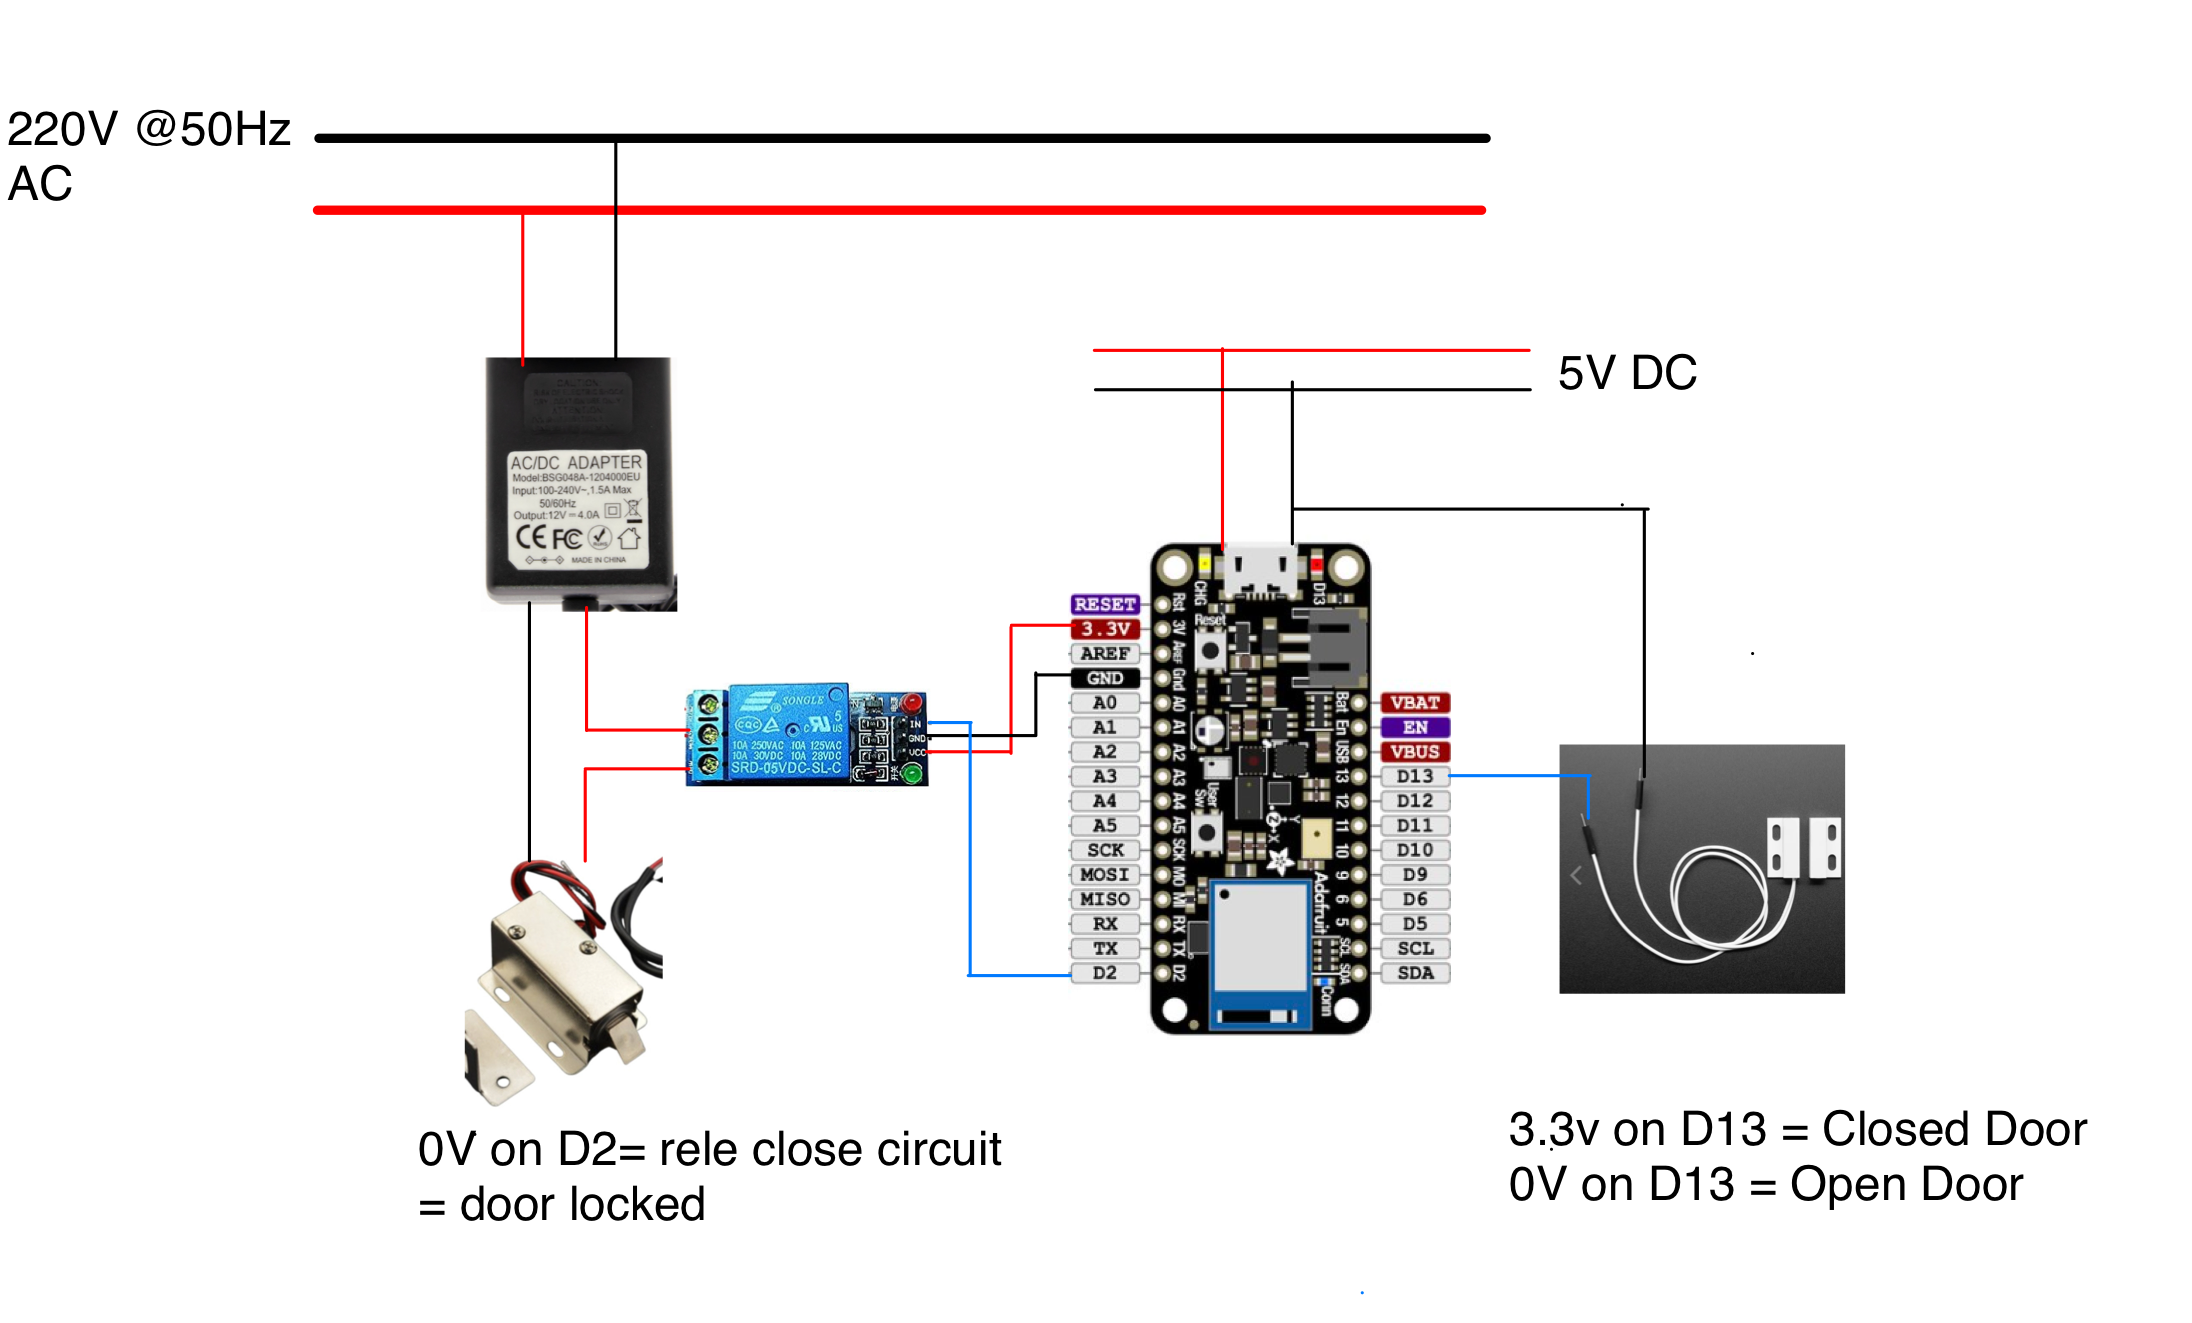 220V @50Hz
AC
5V DC
CAUTION
AC/DC ADAPTER
Model:BSG048A-1204000EU
Input:100-240V~,1.5A Max
50/60Hz
Output:12V=4.0A
CE FC
MADE IN CHINA
SONGLE
CQC
US
10A 250VAC 10A 125VAC
10A 30VDC 10A 28VDC
SRD-05VDC-SL-C
IN
GND
VCC
RESET
3.3V
AREF
GND
A0
A1
A2
A3
A4
A5
SCK
MOSI
MISO
RX
TX
D2
CHG
D13
Reset
Rst
3V
AREF
Gnd
A0
A1
A2
A3
A4
A5
SCK
MO
MI
RX
TX
D2
User
Sw
Adafruit
Conn
Bat
En
USB
13
12
11
10
9
6
5
SCL
SDA
VBAT
EN
VBUS
D13
D12
D11
D10
D9
D6
D5
SCL
SDA
0V on D2= rele close circuit
= door locked
3.3v on D13 = Closed Door
0V on D13 = Open Door